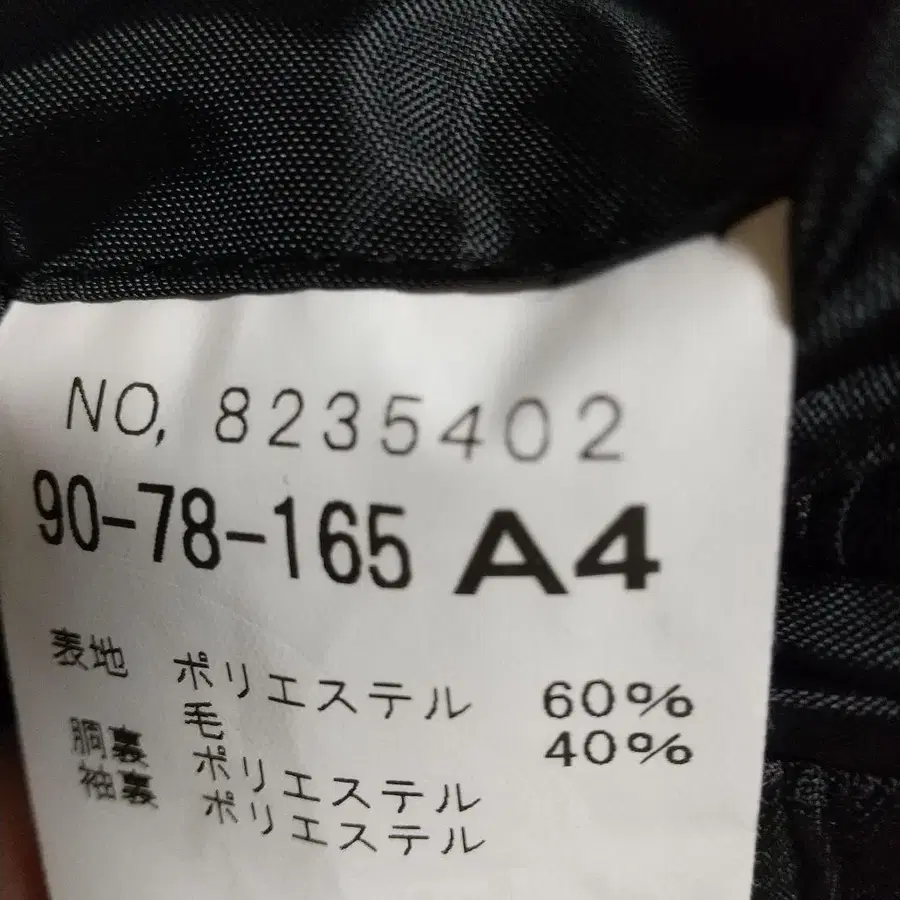 NO, 8235402
90-78-165 A4
表地 ポリエステル 60%
毛 40%
胴裏 ポリエステル
袖裏 ポリエステル